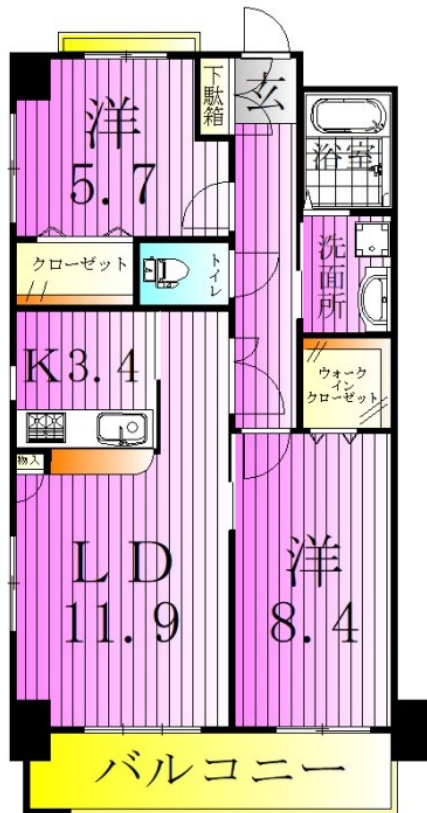 下駄箱
玄
洋
5.7
浴室
クローゼット
トイレ
洗面所
K3.4
ウォーク
イン
クローゼット
物入
LD
11.9
洋
8.4
バルコニー